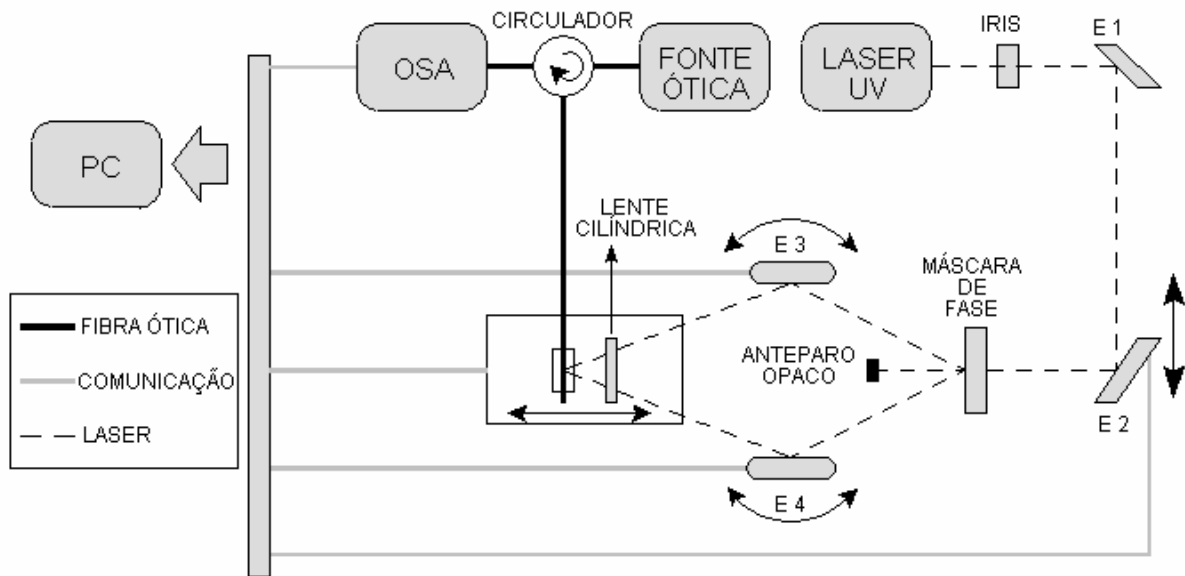 CIRCULADOR
IRIS
E 1
OSA
FONTE
ÓTICA
LASER
UV
PC
LENTE
CILÍNDRICA
E 3
MÁSCARA
DE
FASE
FIBRA ÓTICA
COMUNICAÇÃO
LASER
ANTEPARO
OPACO
E 2
E 4